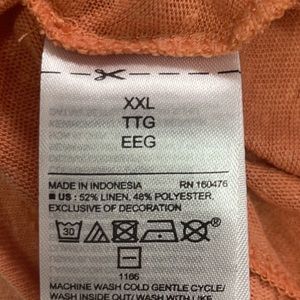 XXL
TTG
EEG
MADE IN INDONESIA RN 160476
US : 52% LINEN, 48% POLYESTER,
EXCLUSIVE OF DECORATION
30
1166
MACHINE WASH COLD GENTLE CYCLE/
WASH INSIDE OUT/ WASH WITH LIKE